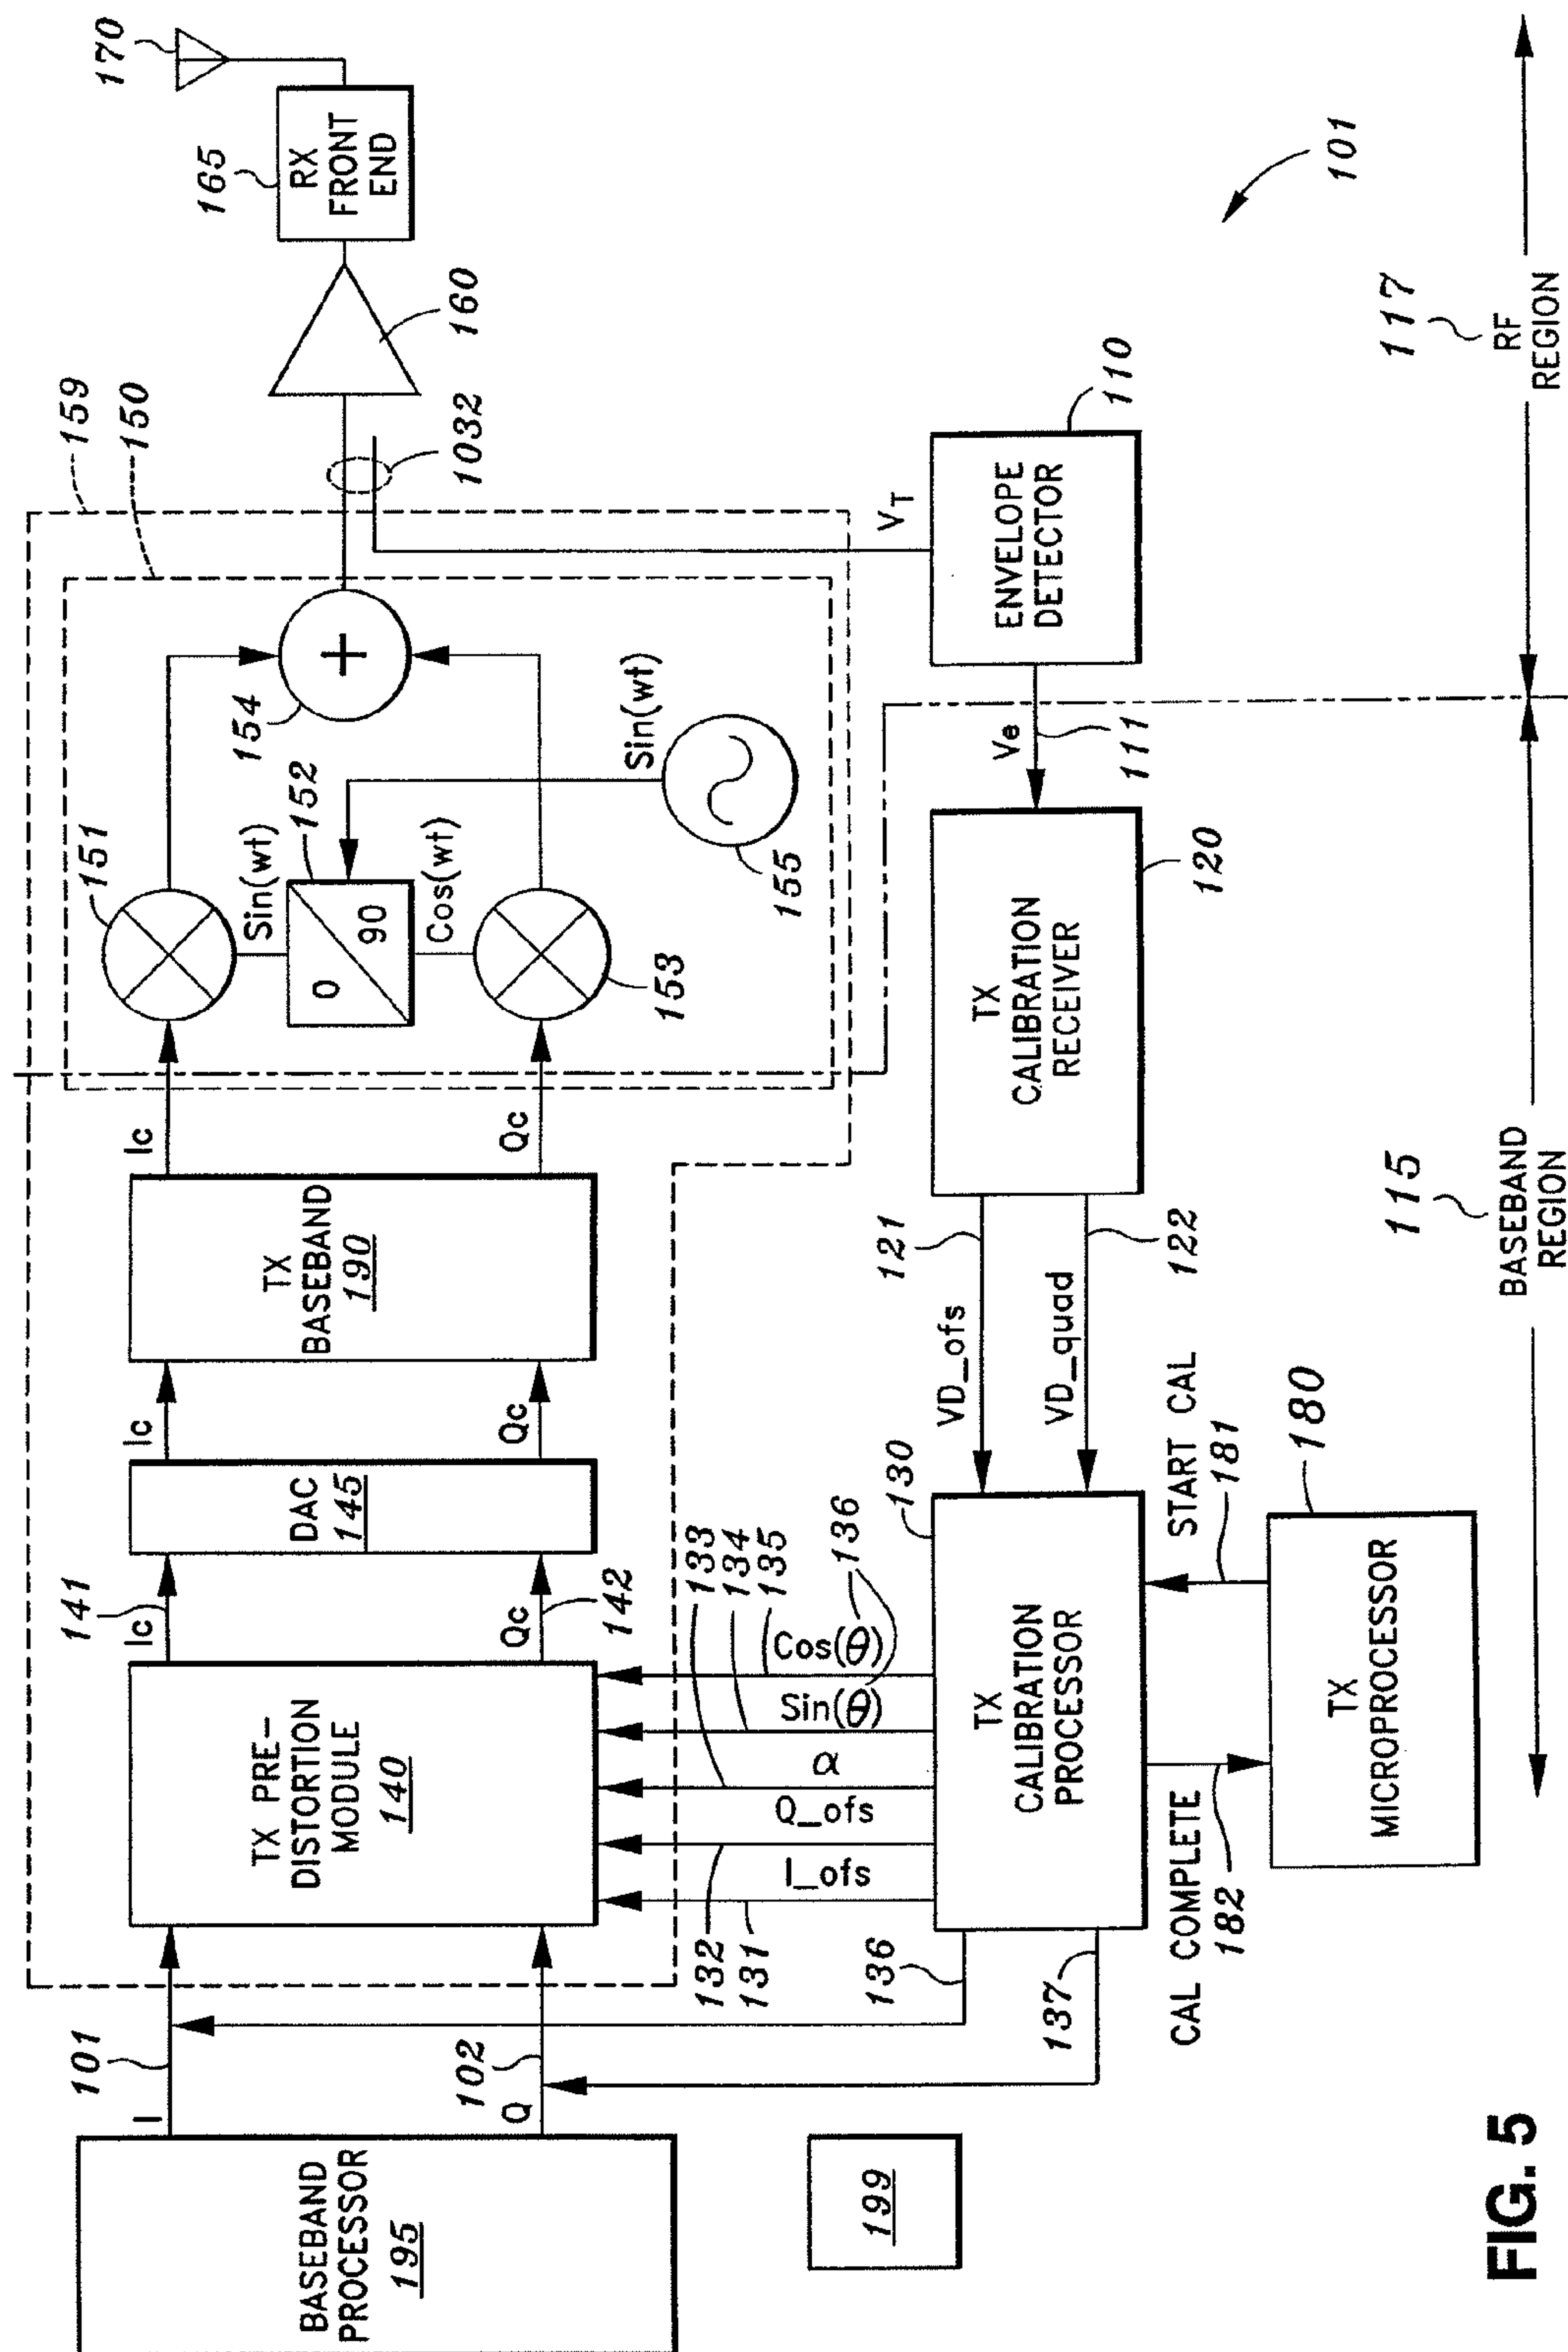 BASEBAND
PROCESSOR
195
I
101
Q
102
TX PRE-
DISTORTION
MODULE
140
141
Ic
Qc
142
DAC
145
Ic
Qc
TX
BASEBAND
190
Ic
Qc
159
150
151
Sin(wt)
152
0
90
Cos(wt)
153
154
Sin(wt)
155
1032
160
165
RX
FRONT
END
170
VT
ENVELOPE
DETECTOR
110
Ve
111
TX
CALIBRATION
RECEIVER
120
121
VD_ofs
VD_quad
122
130
TX
CALIBRATION
PROCESSOR
133
134
135
136
Cos(θ)
Sin(θ)
α
Q_ofs
I_ofs
132
131
136
137
START CAL
181
CAL COMPLETE
182
180
TX
MICROPROCESSOR
199
101
115
BASEBAND
REGION
117
RF
REGION
FIG. 5